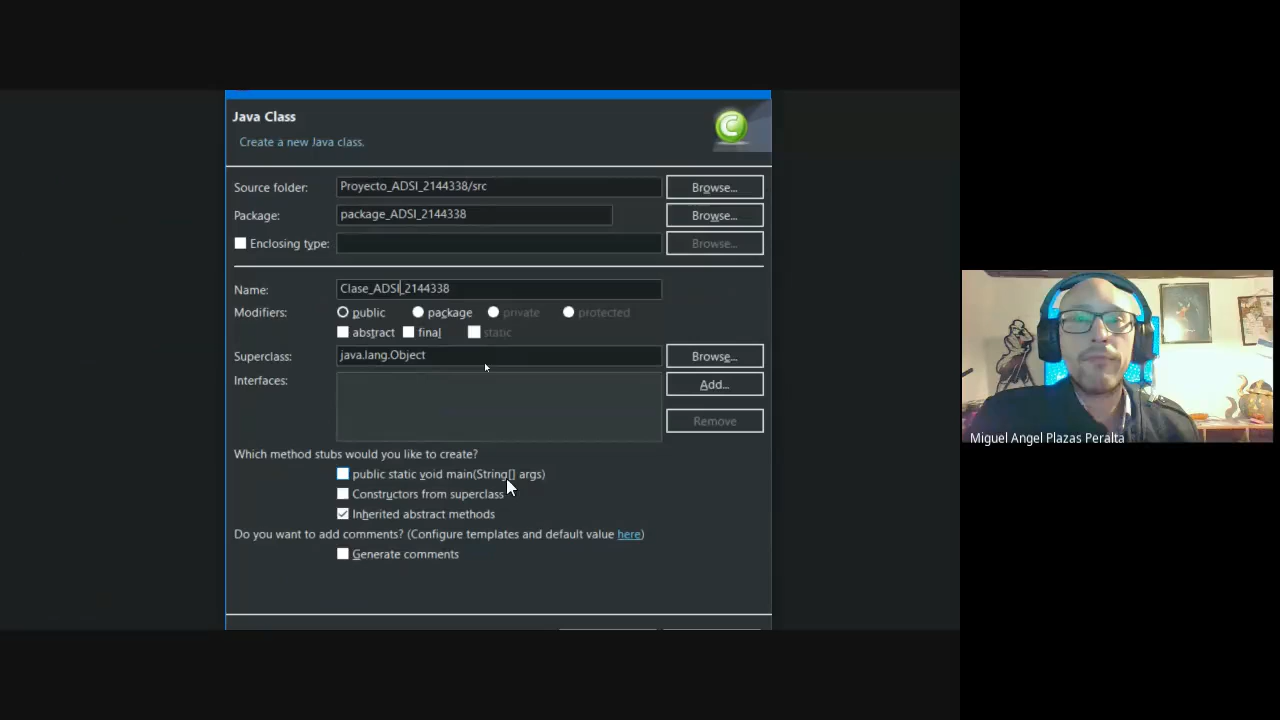 Java Class
Create a new Java class.
Source folder: Proyecto_ADSI_2144338/src Browse...
Package: package_ADSI_2144338 Browse...
Enclosing type: Browse...
Name: Clase_ADSI_2144338
Modifiers: public package private protected
abstract final static
Superclass: java.lang.Object Browse...
Interfaces: Add...
Remove
Which method stubs would you like to create?
public static void main(String[] args)
Constructors from superclass
Inherited abstract methods
Do you want to add comments? (Configure templates and default value here)
Generate comments
Miguel Angel Plazas Peralta